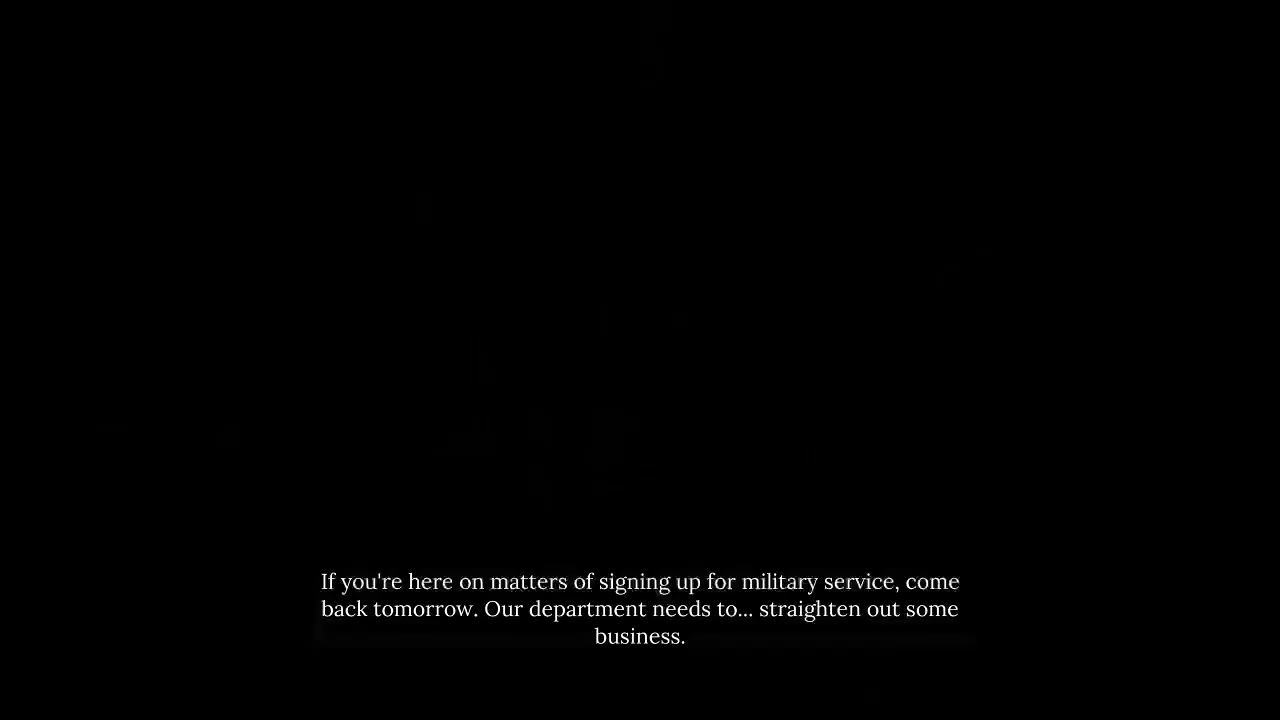 If you're here on matters of signing up for military service, come
back tomorrow. Our department needs to... straighten out some
business.